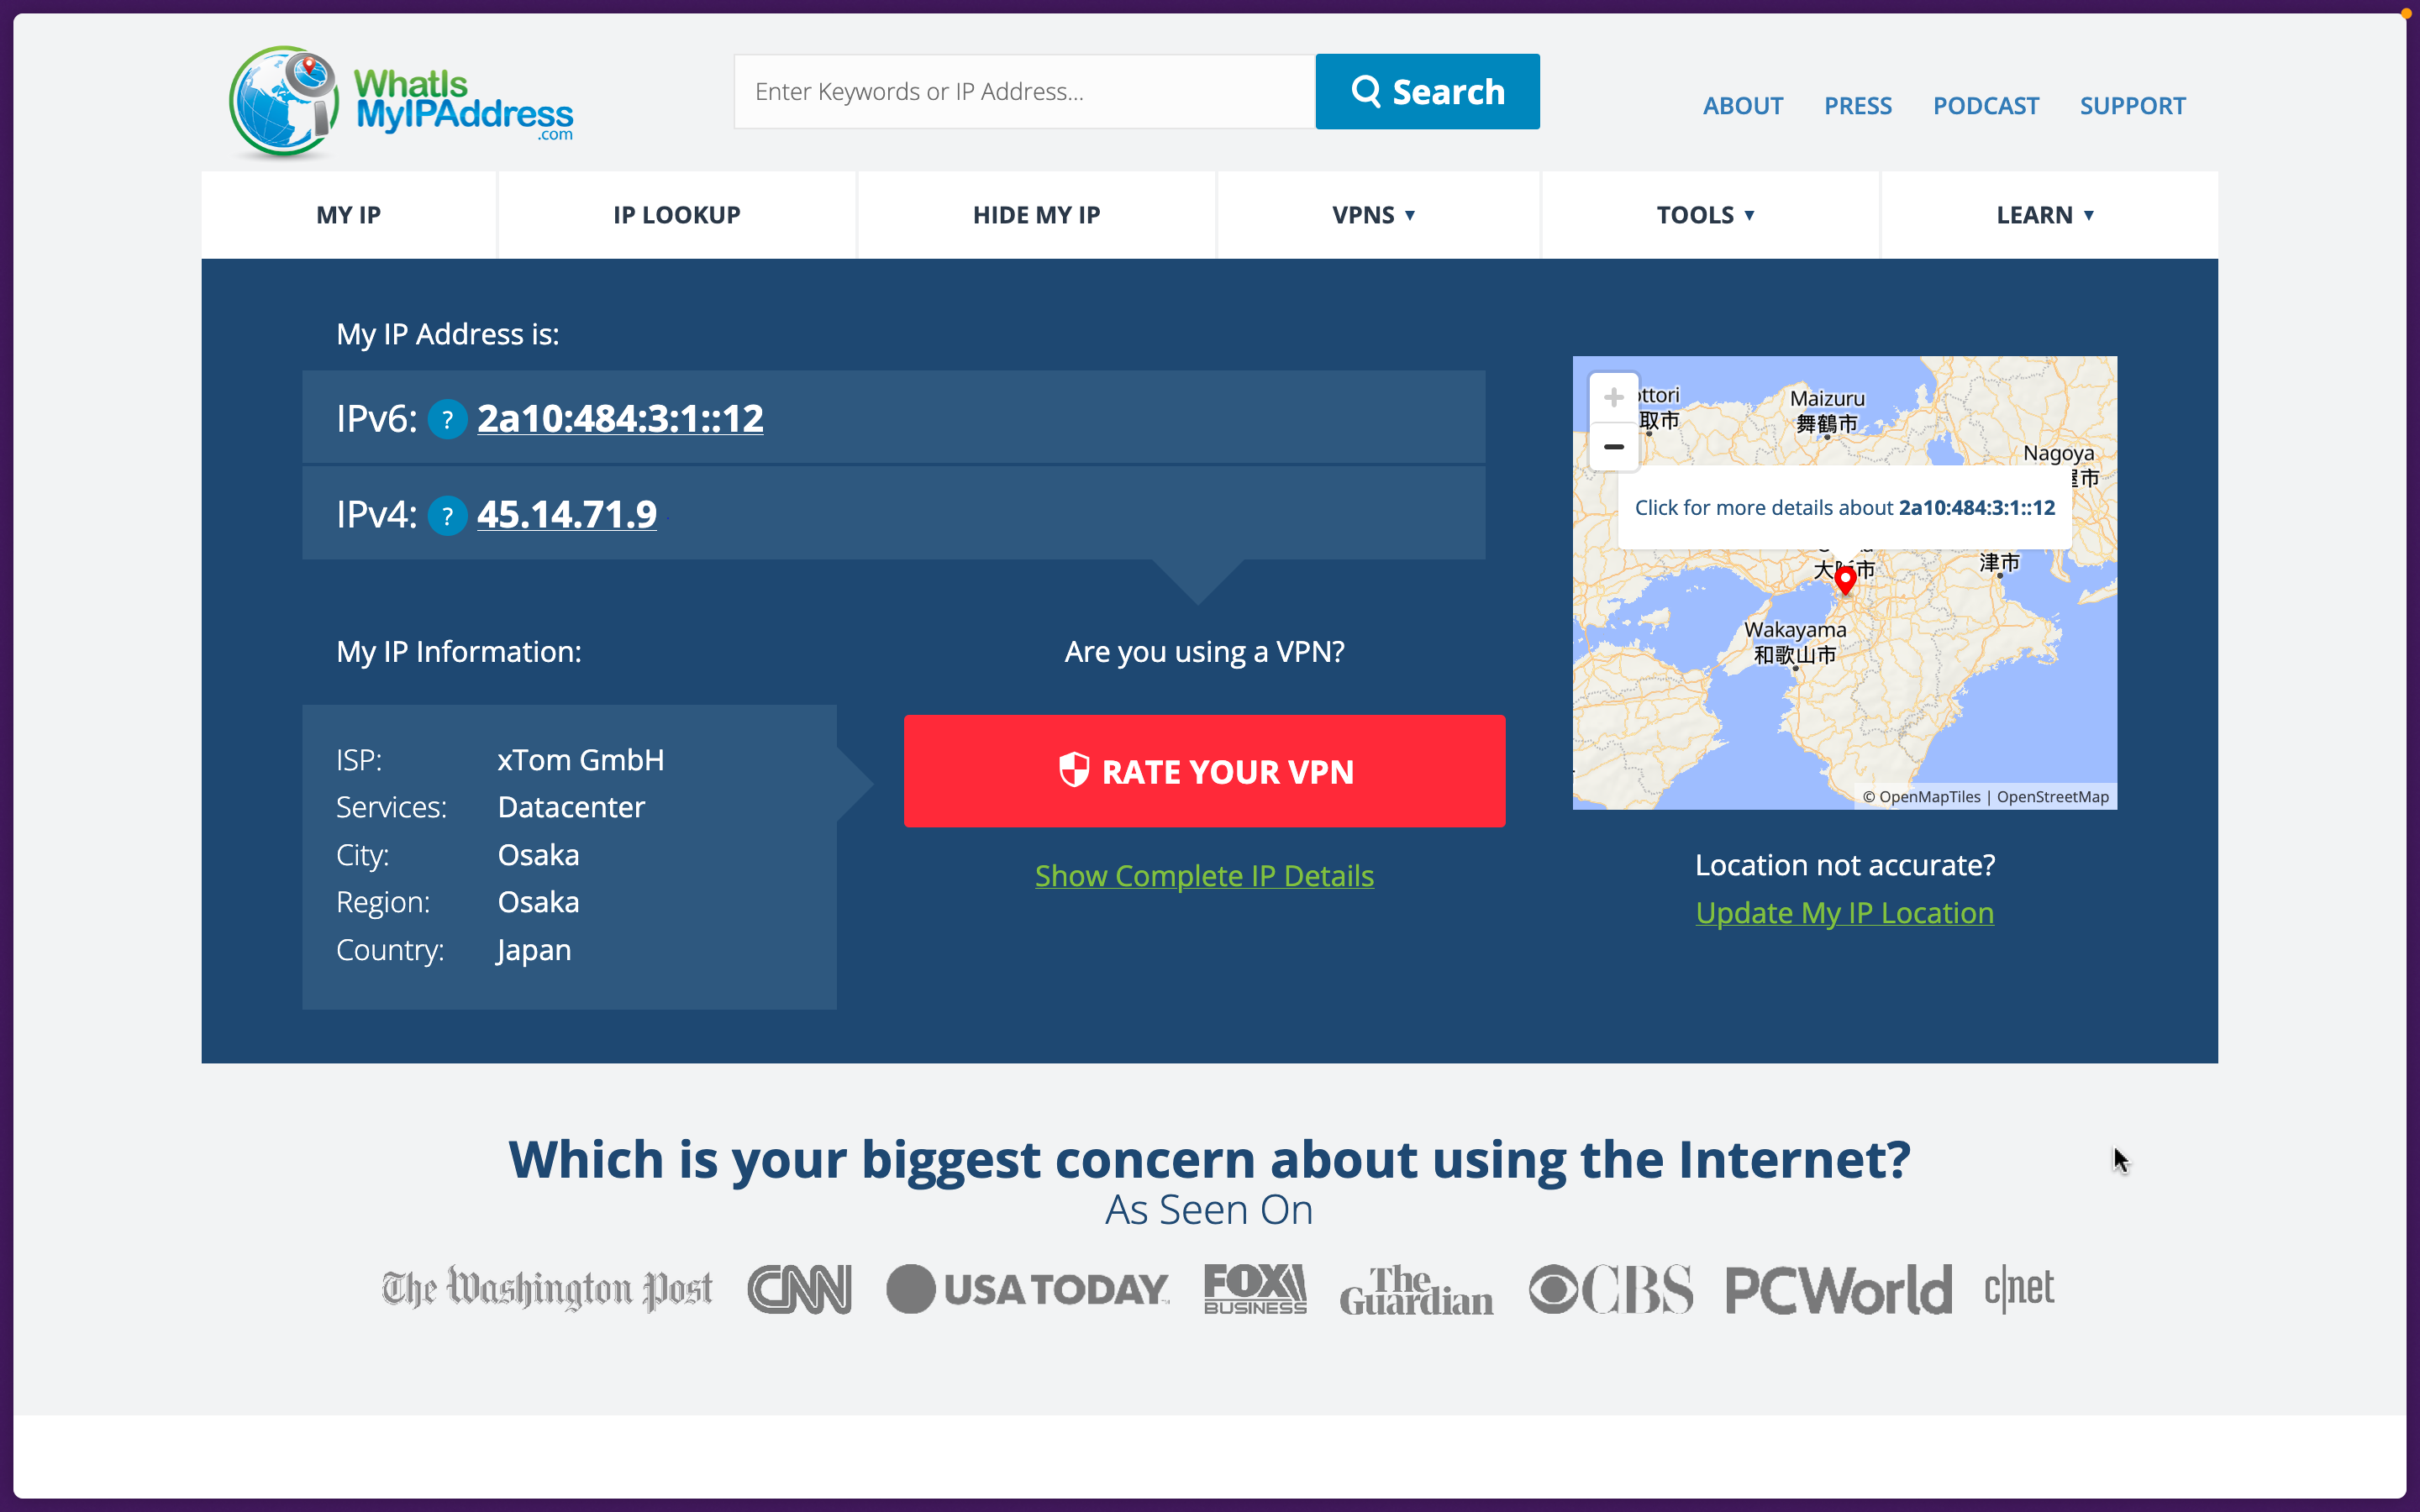 WhatIs
MyIPAddress
.com
Enter Keywords or IP Address...
Search
ABOUT PRESS PODCAST SUPPORT
MY IP IP LOOKUP HIDE MY IP VPNS ▼ TOOLS ▼ LEARN ▼
My IP Address is:
IPv6: ? 2a10:484:3:1::12
IPv4: ? 45.14.71.9
My IP Information:
ISP: xTom GmbH
Services: Datacenter
City: Osaka
Region: Osaka
Country: Japan
Are you using a VPN?
RATE YOUR VPN
Show Complete IP Details
+
−
ottori
取市
Maizuru
舞鶴市
Nagoya
屋市
Click for more details about 2a10:484:3:1::12
大阪市
津市
Wakayama
和歌山市
© OpenMapTiles | OpenStreetMap
Location not accurate?
Update My IP Location
Which is your biggest concern about using the Internet?
As Seen On
The Washington Post CNN USA TODAY FOX BUSINESS The Guardian CBS PCWorld c|net